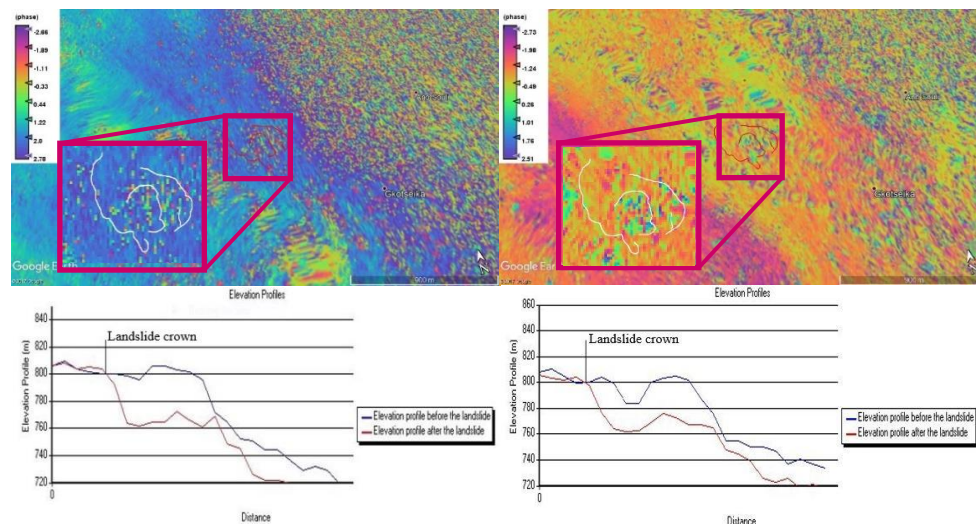 (phase)
-2.66
-1.89
-1.11
-0.33
0.44
1.22
2.0
2.78
Gkotseika
Google Earth
900 m
(phase)
-2.73
-1.98
-1.24
-0.49
0.26
1.01
1.76
2.51
Gkotseika
Google Earth
900 m
Elevation Profiles
Elevation Profile (m)
840
820
800
780
760
740
720
0
Landslide crown
Distance
Elevation profile before the landslide
Elevation profile after the landslide
Elevation Profiles
Elevation Profile (m)
860
840
820
800
780
760
740
720
0
Landslide crown
Distance
Elevation profile before the landslide
Elevation profile after the landslide